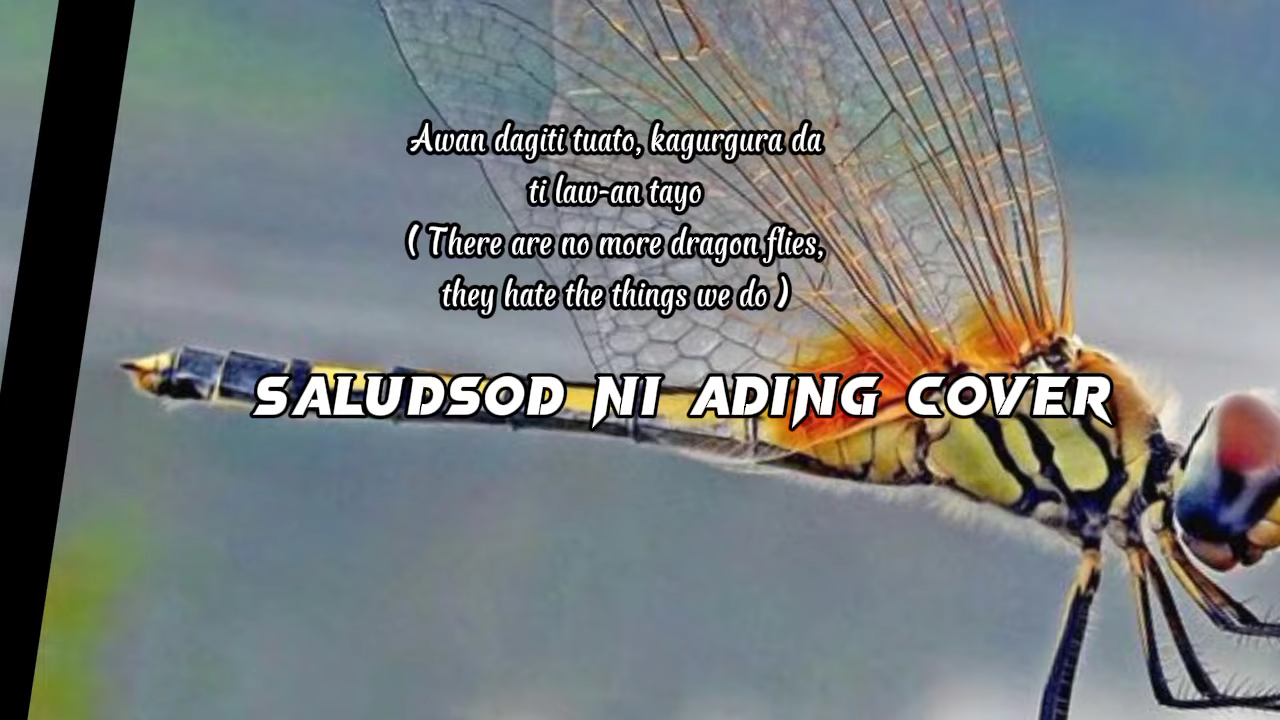 Awan dagiti tuato, kagurgura da
ti law-an tayo
( There are no more dragon flies,
they hate the things we do )
SALUDSOD NI ADING COVER